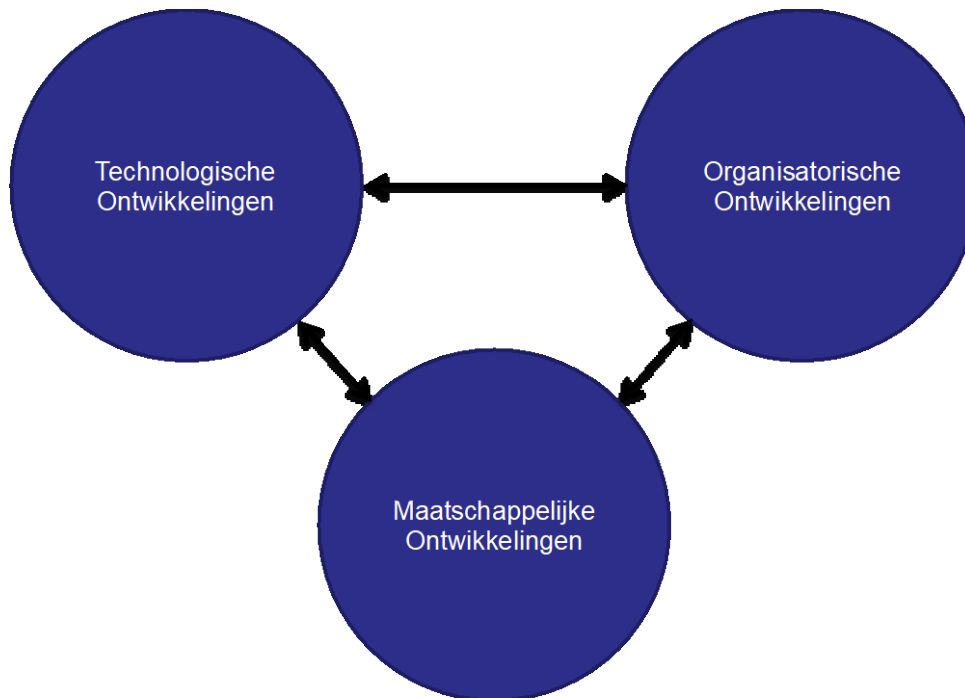 Technologische
Ontwikkelingen
Organisatorische
Ontwikkelingen
Maatschappelijke
Ontwikkelingen